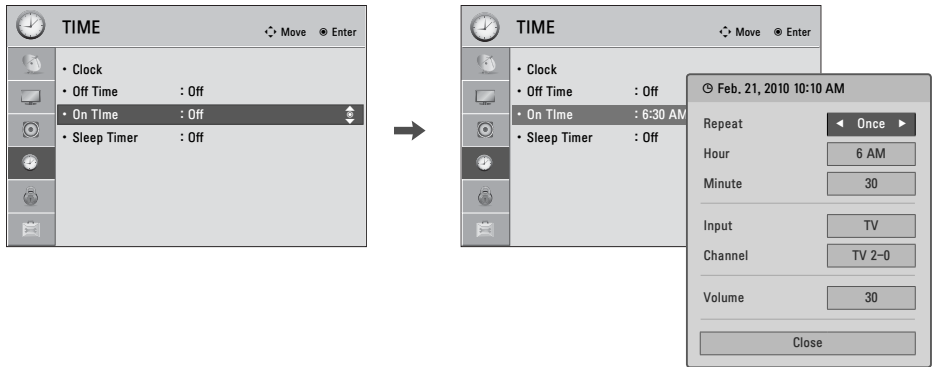 TIME Move Enter
• Clock
• Off Time : Off
• On TIme : Off
• Sleep Timer : Off
TIME Move Enter
• Clock
• Off Time : Off
• On TIme : 6:30 AM
• Sleep Timer : Off
Feb. 21, 2010 10:10 AM
Repeat ◄ Once ►
Hour 6 AM
Minute 30
Input TV
Channel TV 2-0
Volume 30
Close